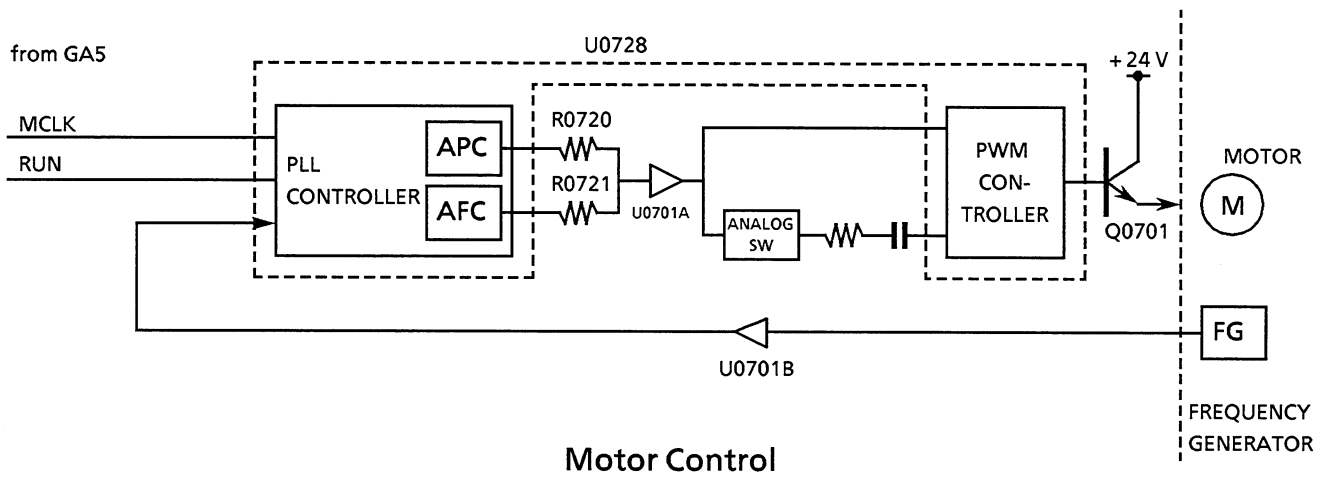 from GA5
U0728
+24 V
MCLK
RUN
PLL
CONTROLLER
APC
AFC
R0720
R0721
U0701A
ANALOG
SW
PWM
CON-
TROLLER
Q0701
MOTOR
M
U0701B
FG
FREQUENCY
GENERATOR
Motor Control